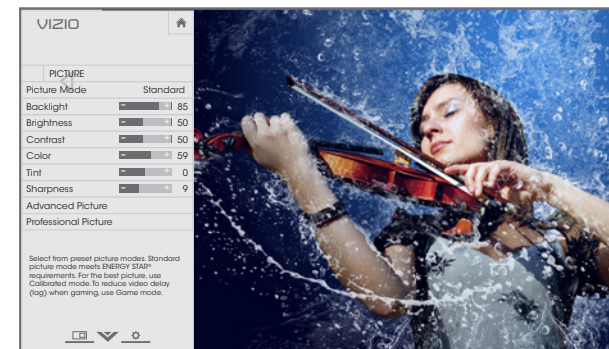 VIZIO
PICTURE
Picture Mode Standard
Backlight 85
Brightness 50
Contrast 50
Color 59
Tint 0
Sharpness 9
Advanced Picture
Professional Picture
Select from preset picture modes. Standard
picture mode meets ENERGY STAR®
requirements. For the best picture, use
Calibrated mode. To reduce video delay
(lag) when gaming, use Game mode.